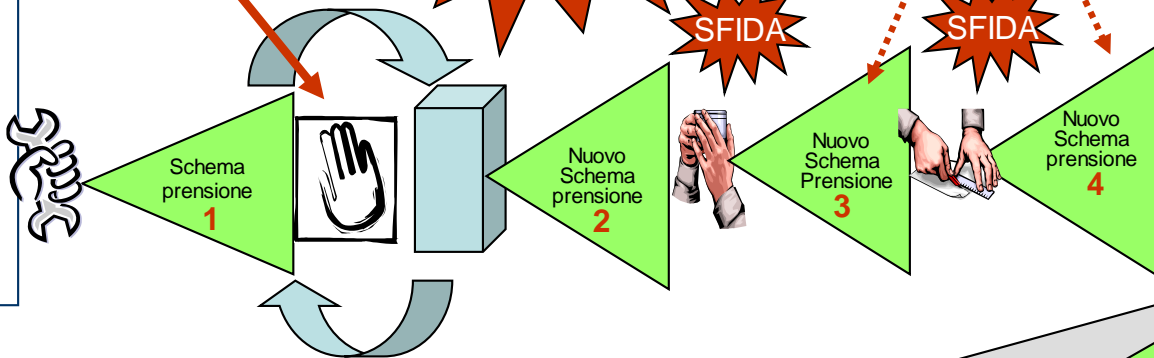 SFIDA
SFIDA
Schema
prensione
1
Nuovo
Schema
prensione
2
Nuovo
Schema
Prensione
3
Nuovo
Schema
prensione
4